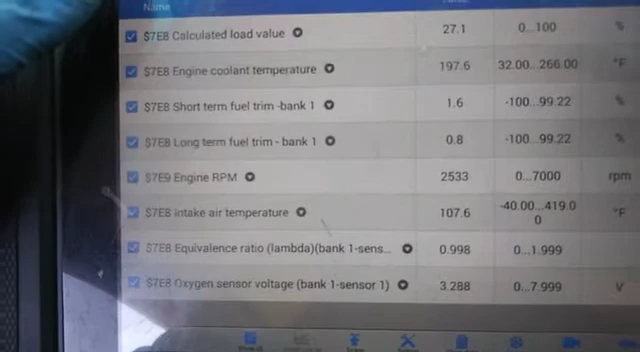 Name
$7E8 Calculated load value 27.1 0...100 %
$7E8 Engine coolant temperature 197.6 32.00...266.00 °F
$7E8 Short term fuel trim -bank 1 1.6 -100...99.22 %
$7E8 Long term fuel trim - bank 1 0.8 -100...99.22 %
$7E9 Engine RPM 2533 0...7000 rpm
$7E8 Intake air temperature 107.6 -40.00...419.0
0 °F
$7E8 Equivalence ratio (lambda)(bank 1-sens... 0.998 0...1.999
$7E8 Oxygen sensor voltage (bank 1-sensor 1) 3.288 0...7.999 V